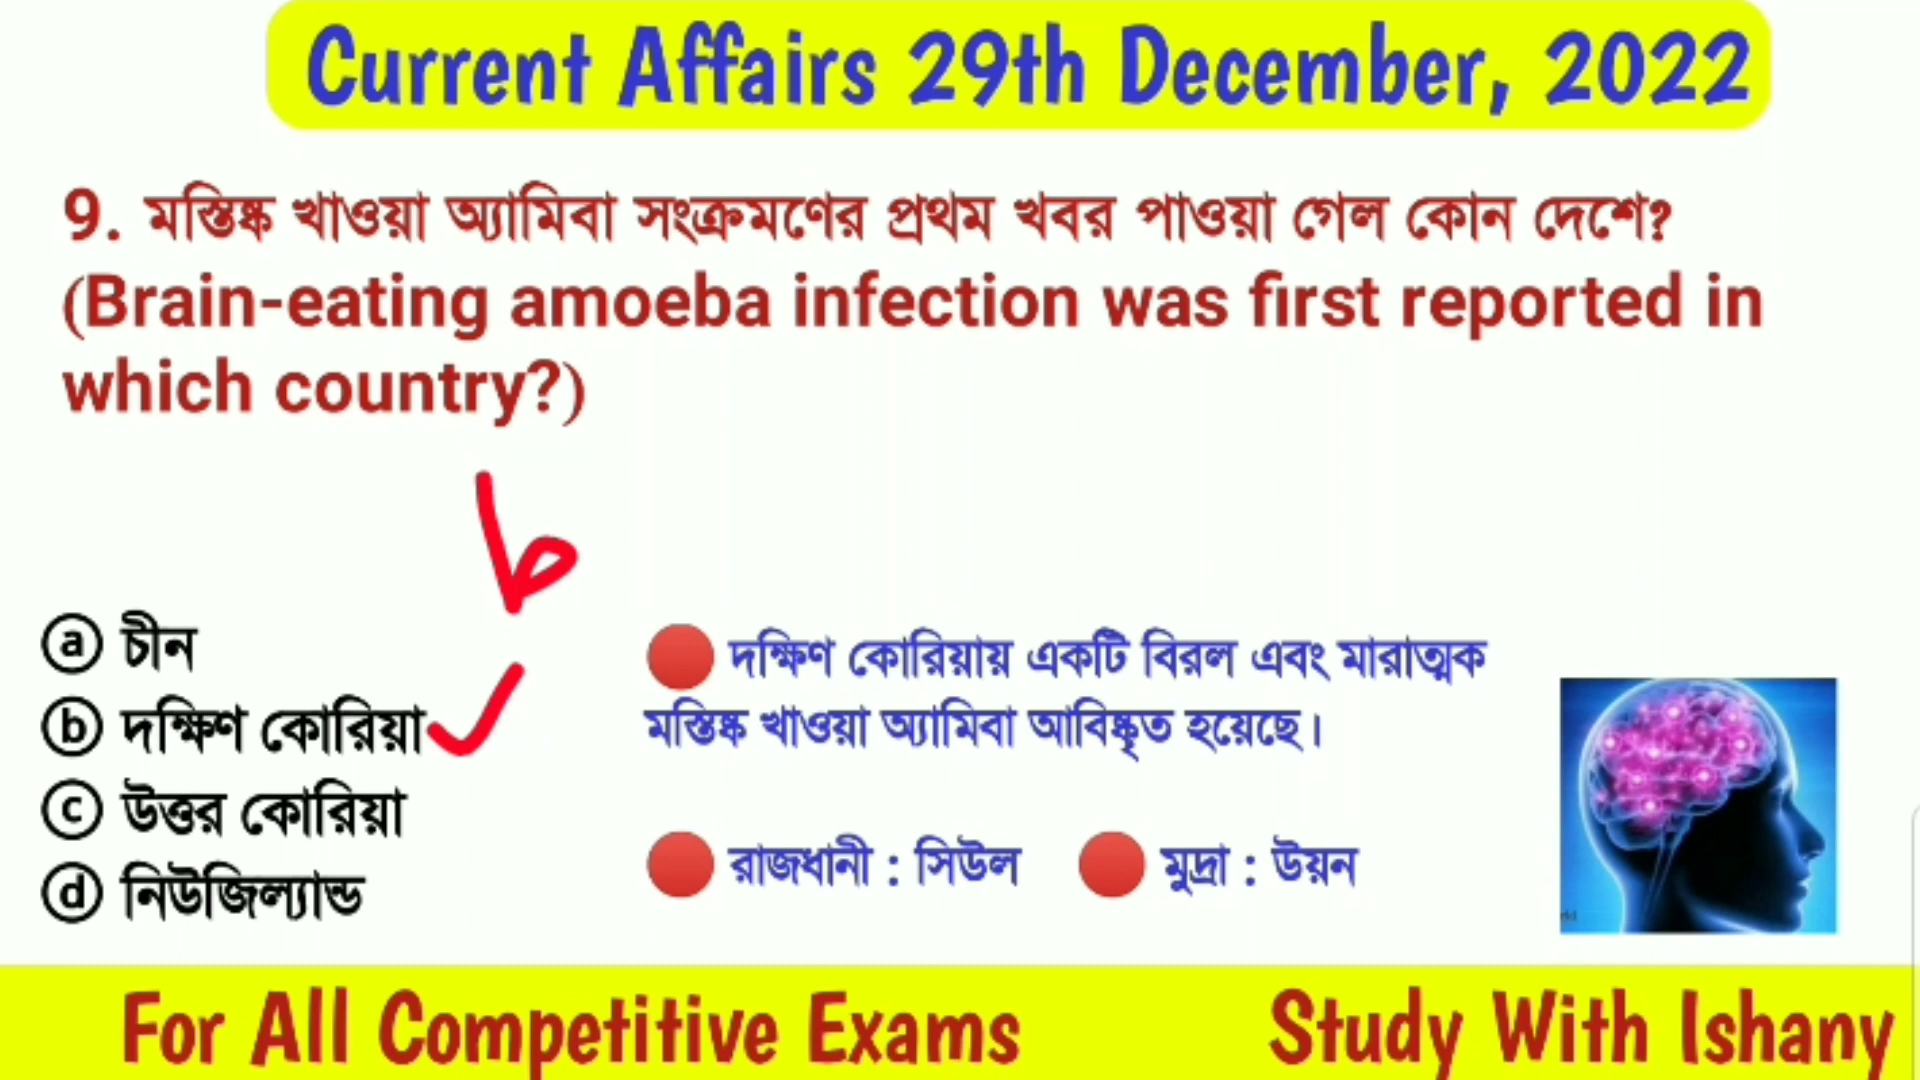 Current Affairs 29th December, 2022
9. মস্তিষ্ক খাওয়া অ্যামিবা সংক্রমণের প্রথম খবর পাওয়া গেল কোন দেশে?
(Brain-eating amoeba infection was first reported in
which country?)
b
ⓐ চীন
ⓑ দক্ষিণ কোরিয়া
ⓒ উত্তর কোরিয়া
ⓓ নিউজিল্যান্ড
দক্ষিণ কোরিয়ায় একটি বিরল এবং মারাত্মক
মস্তিষ্ক খাওয়া অ্যামিবা আবিষ্কৃত হয়েছে।
রাজধানী : সিউল
মুদ্রা : উয়ন
For All Competitive Exams
Study With Ishany